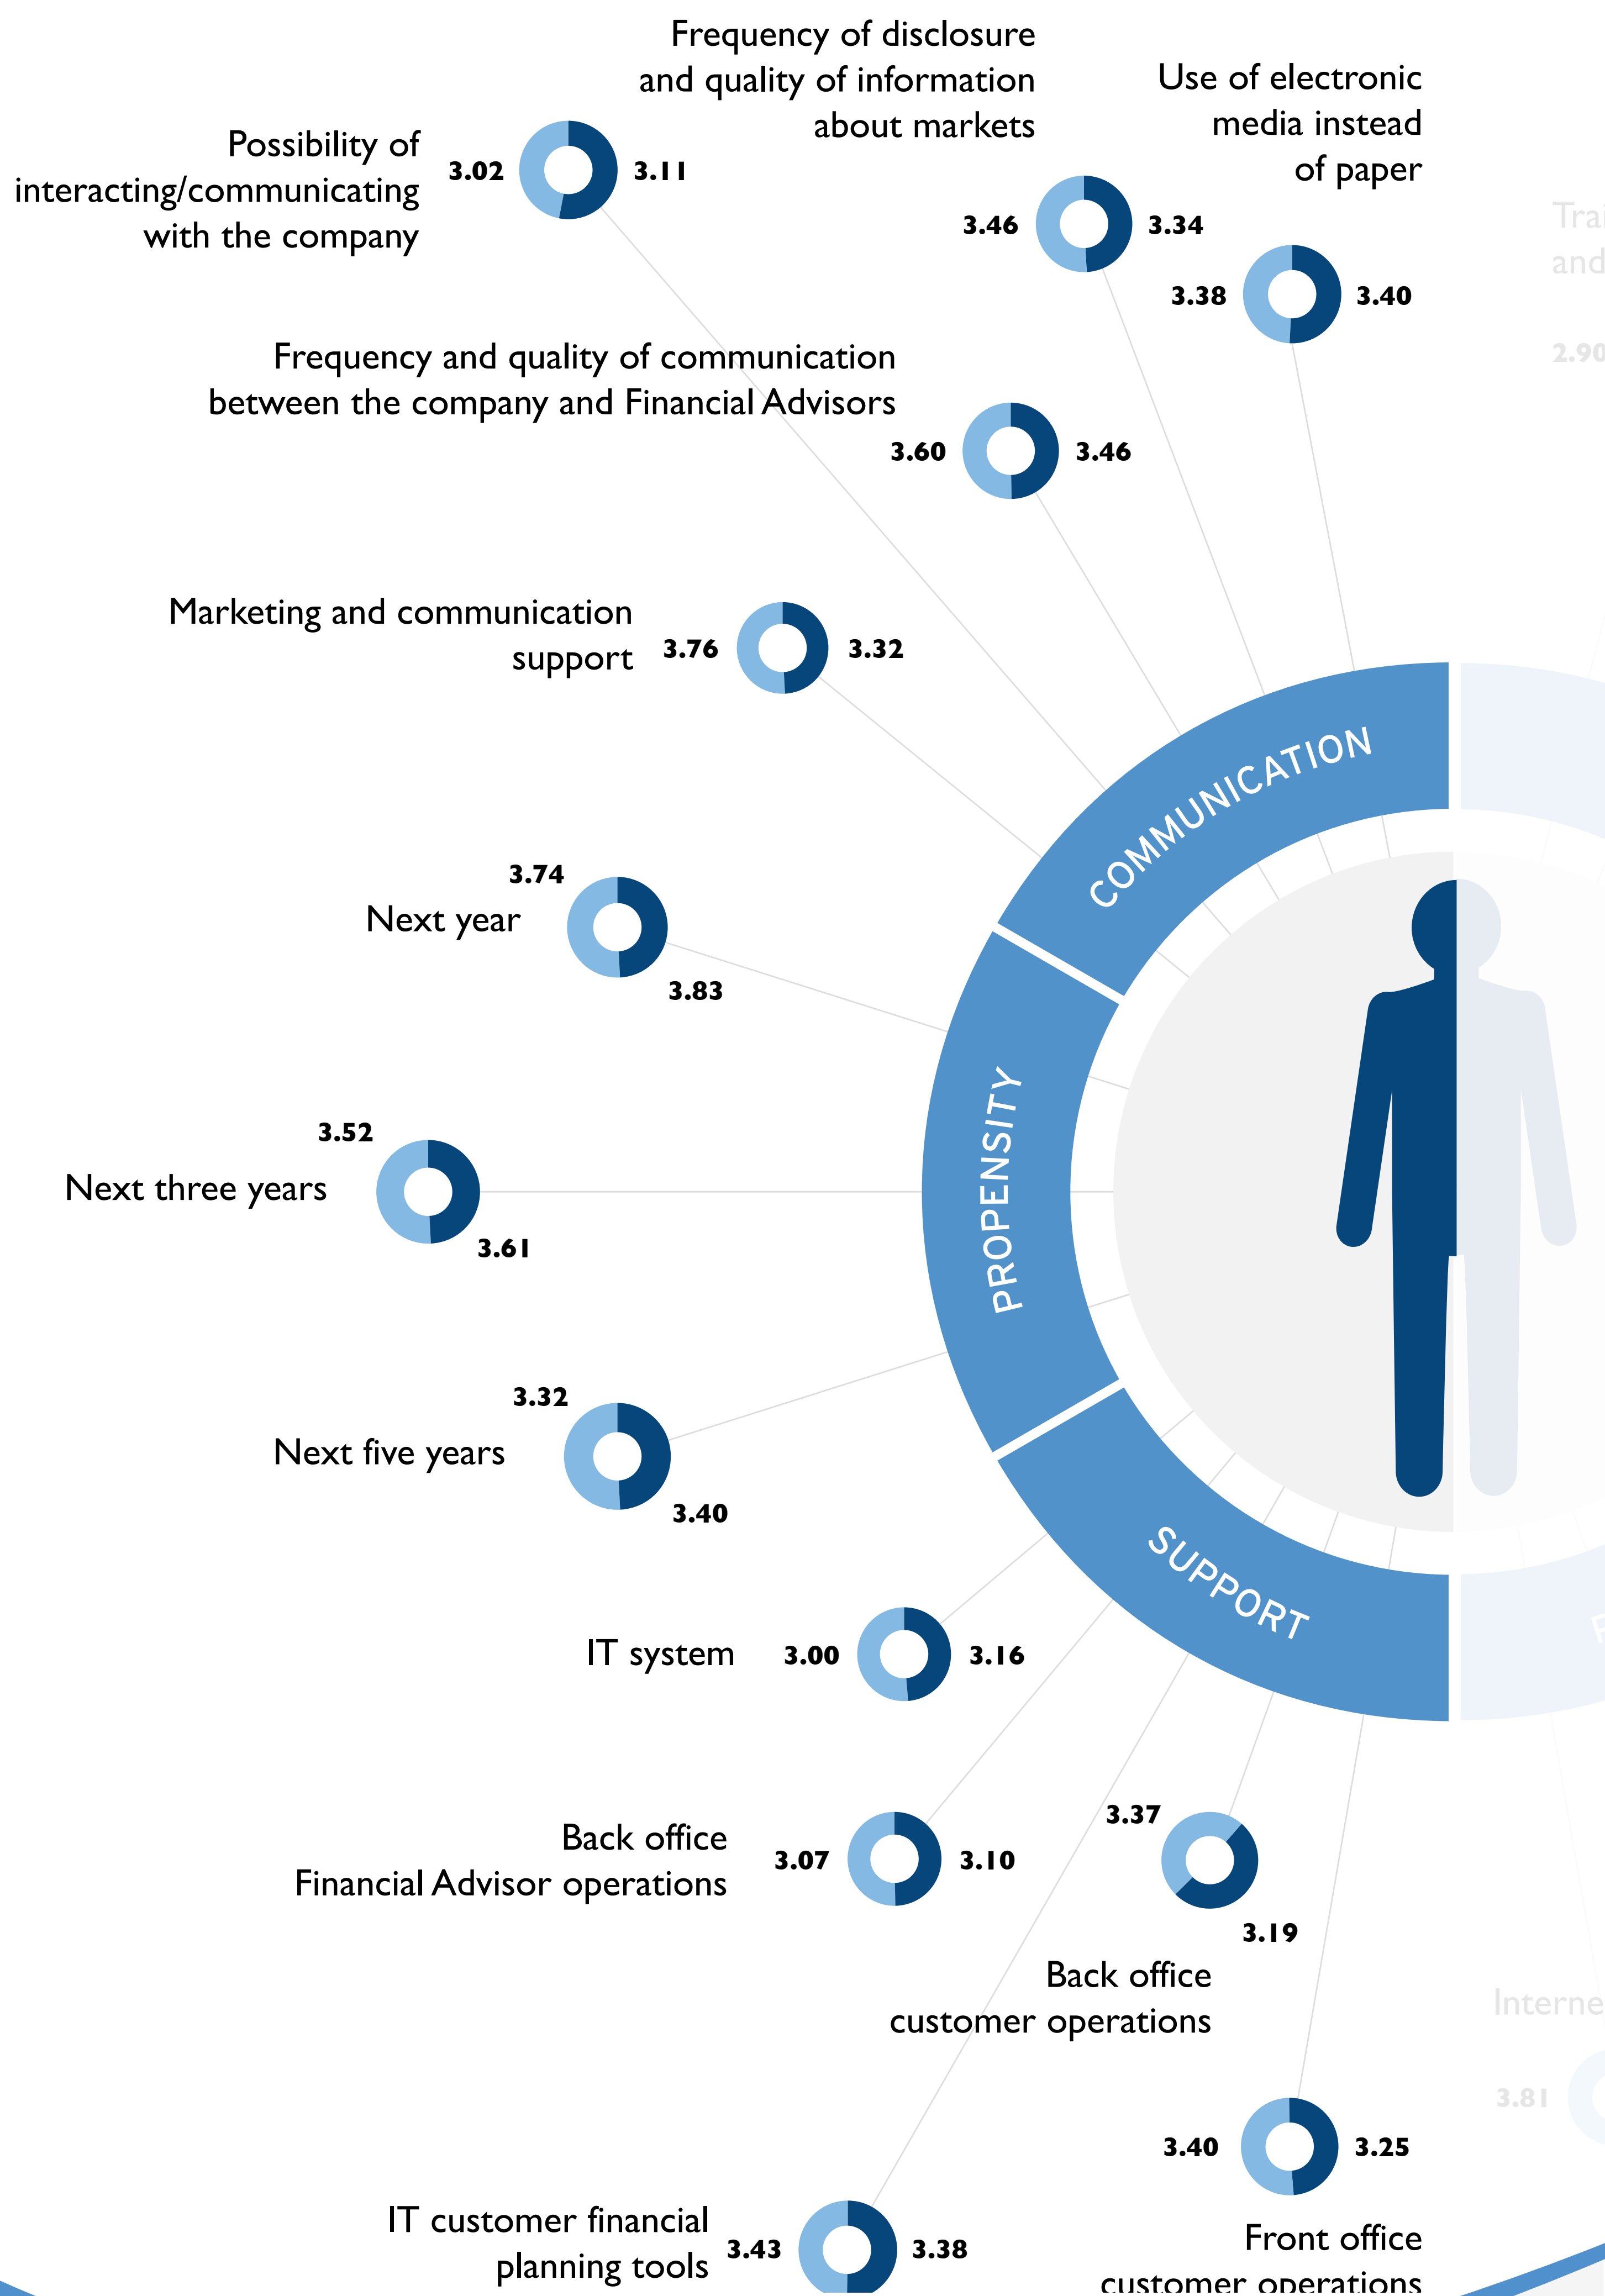 Frequency of disclosure
and quality of information
about markets
3.46
3.34
Use of electronic
media instead
of paper
3.38
3.40
Possibility of
interacting/communicating
with the company
3.02
3.11
Frequency and quality of communication
between the company and Financial Advisors
3.60
3.46
Marketing and communication
support
3.76
3.32
COMMUNICATION
3.74
Next year
3.83
3.52
Next three years
3.61
PROPENSITY
3.32
Next five years
3.40
SUPPORT
IT system
3.00
3.16
Back office
Financial Advisor operations
3.07
3.10
3.37
3.19
Back office
customer operations
3.40
3.25
Front office
customer operations
IT customer financial
planning tools
3.43
3.38
and
2.90
3.81